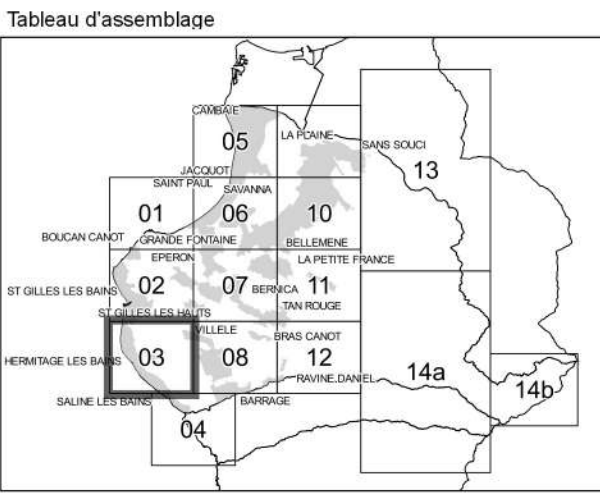 Tableau d'assemblage
CAMBAIE
05
LA PLAINE
SANS SOUCI
13
JACQUOT
SAINT PAUL
SAVANNA
01
06
10
BOUCAN CANOT
GRANDE FONTAINE
BELLEMENE
EPERON
LA PETITE FRANCE
02
07
BERNICA
11
ST GILLES LES BAINS
TAN ROUGE
ST GILLES LES HAUTS
VILLELE
BRAS CANOT
HERMITAGE LES BAINS
03
08
12
RAVINE DANIEL
14a
14b
SALINE LES BAINS
BARRAGE
04